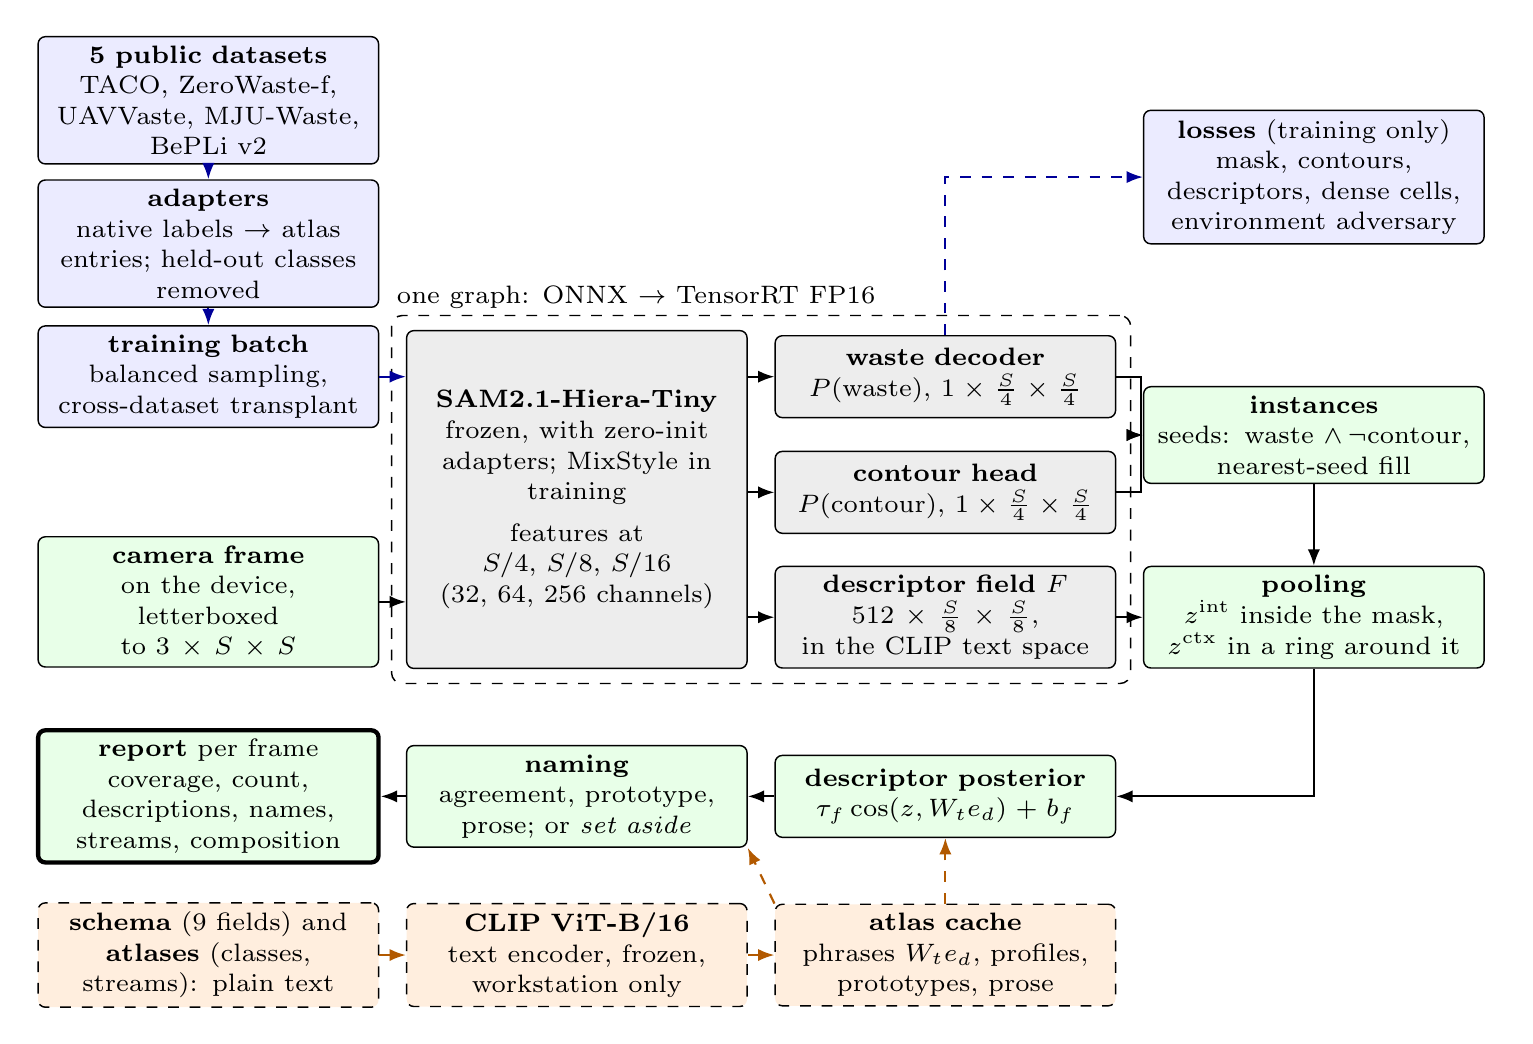 5 public datasets
TACO, ZeroWaste-f,
UAVVaste, MJU-Waste,
BePLi v2
adapters
native labels → atlas
entries; held-out classes
removed
training batch
balanced sampling,
cross-dataset transplant
camera frame
on the device,
letterboxed
to 3 × S × S
one graph: ONNX → TensorRT FP16
SAM2.1-Hiera-Tiny
frozen, with zero-init
adapters; MixStyle in
training
features at
S/4, S/8, S/16
(32, 64, 256 channels)
waste decoder
P(waste), 1 × S/4 × S/4
contour head
P(contour), 1 × S/4 × S/4
descriptor field F
512 × S/8 × S/8,
in the CLIP text space
losses (training only)
mask, contours,
descriptors, dense cells,
environment adversary
instances
seeds: waste ∧ ¬contour,
nearest-seed fill
pooling
z^int inside the mask,
z^ctx in a ring around it
report per frame
coverage, count,
descriptions, names,
streams, composition
naming
agreement, prototype,
prose; or set aside
descriptor posterior
τ_f cos(z, W_t e_d) + b_f
schema (9 fields) and
atlases (classes,
streams): plain text
CLIP ViT-B/16
text encoder, frozen,
workstation only
atlas cache
phrases W_t e_d, profiles,
prototypes, prose